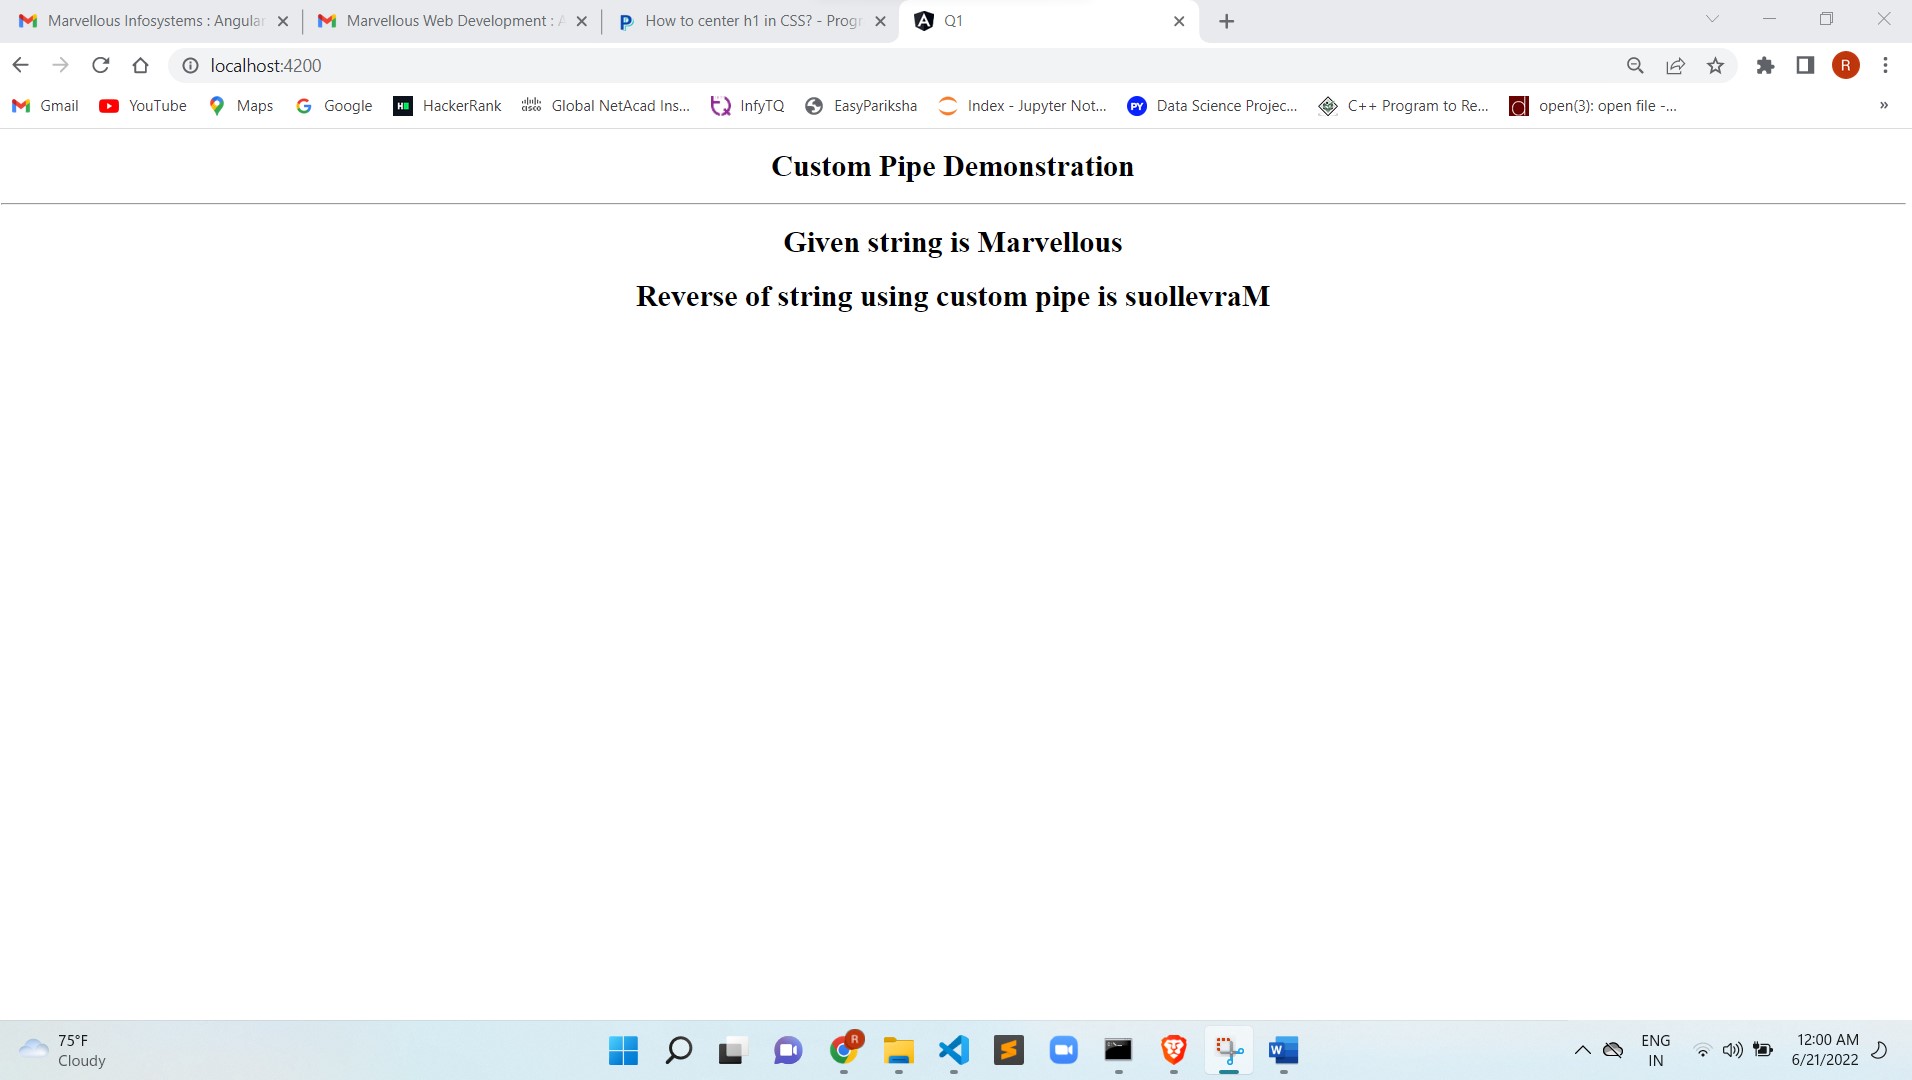 Marvellous Infosystems : Angular
Marvellous Web Development : A
How to center h1 in CSS? - Progr
Q1
localhost:4200
R
Gmail
YouTube
Maps
Google
HackerRank
Global NetAcad Ins...
InfyTQ
EasyPariksha
Index - Jupyter Not...
PY
Data Science Projec...
C++ Program to Re...
open(3): open file -...
»
Custom Pipe Demonstration
Given string is Marvellous
Reverse of string using custom pipe is suollevraM
75°F
Cloudy
R
ENG
IN
12:00 AM
6/21/2022